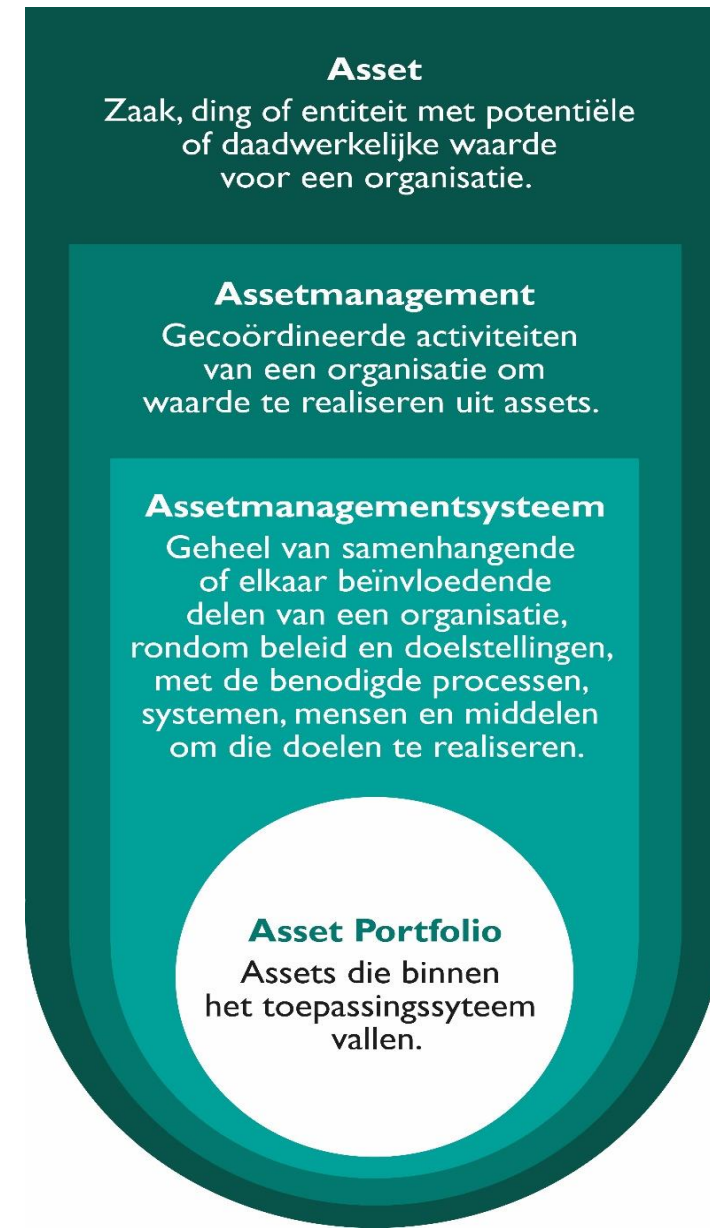 Asset
Zaak, ding of entiteit met potentiële
of daadwerkelijke waarde
voor een organisatie.
Assetmanagement
Gecoördineerde activiteiten
van een organisatie om
waarde te realiseren uit assets.
Assetmanagementsysteem
Geheel van samenhangende
of elkaar beïnvloedende
delen van een organisatie,
rondom beleid en doelstellingen,
met de benodigde processen,
systemen, mensen en middelen
om die doelen te realiseren.
Asset Portfolio
Assets die binnen
het toepassingssyteem
vallen.